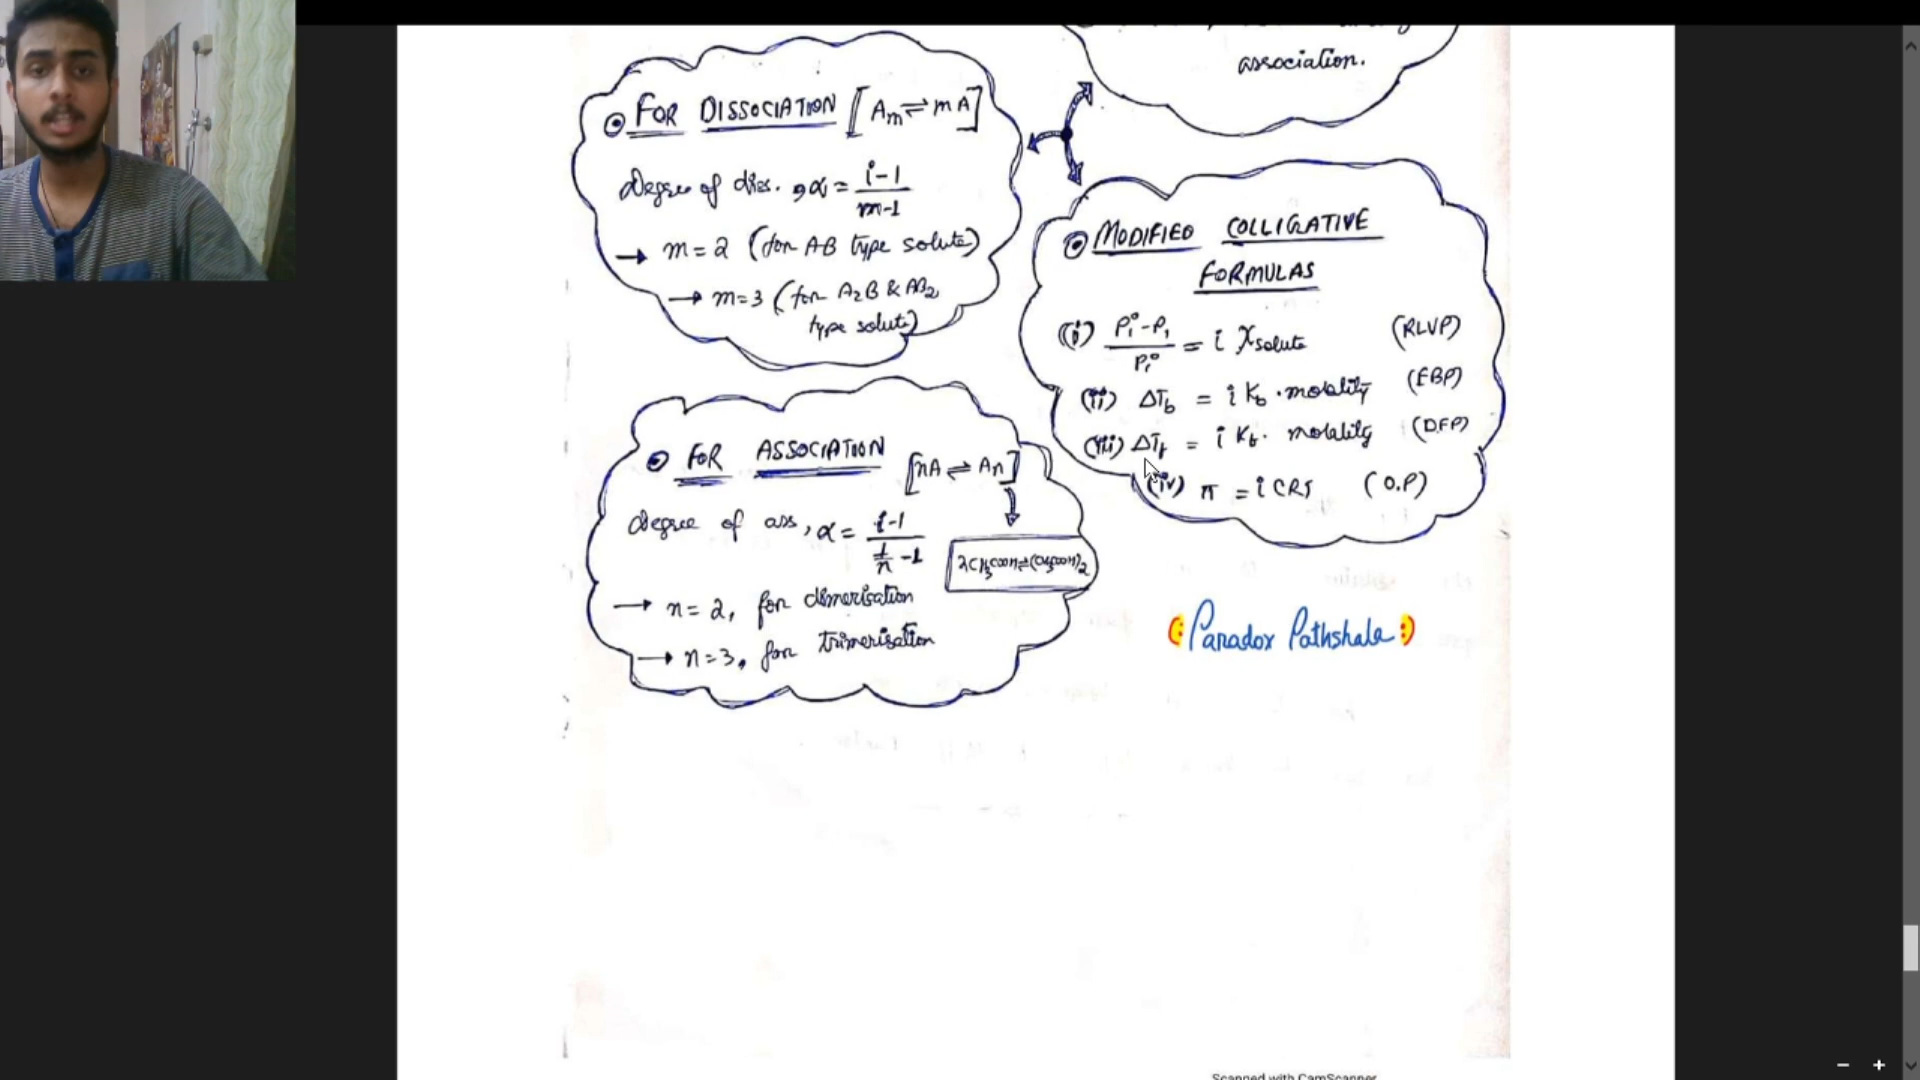 association.
FOR DISSOCIATION [Am ⇌ mA]
Degree of diss. , α = i-1 / m-1
→ m = 2 (for AB type solute)
→ m=3 (for A2B & AB2
type solute)
FOR ASSOCIATION [nA ⇌ An]
Degree of ass, α = i-1 / 1/n -1
2CH3COOH⇌(CH3COOH)2
→ n = 2, for dimerisation
→ n=3, for trimerisation
MODIFIED COLLIGATIVE
FORMULAS
(i) P1°-P1 / P1° = i Xsolute (RLVP)
(ii) ΔTb = i Kb · molality (EBP)
(iii) ΔTf = i Kf · molality (DFP)
(iv) π = i CRT (O.P)
Paradox Pathshala
Scanned with CamScanner